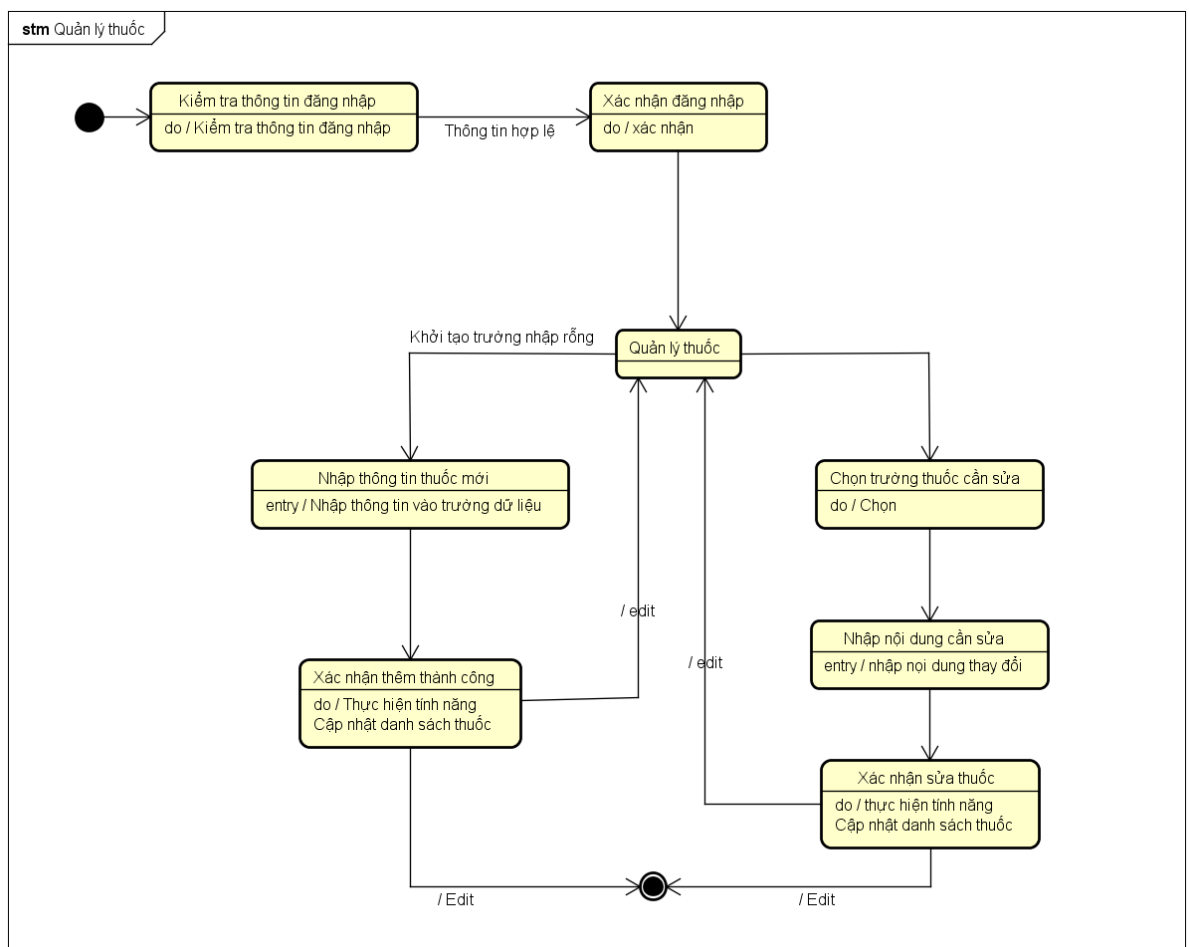 stm Quản lý thuốc
Kiểm tra thông tin đăng nhập
do / Kiểm tra thông tin đăng nhập
Thông tin hợp lệ
Xác nhận đăng nhập
do / xác nhận
Khởi tạo trường nhập rỗng
Quản lý thuốc
Nhập thông tin thuốc mới
entry / Nhập thông tin vào trường dữ liệu
Chọn trường thuốc cần sửa
do / Chọn
/ edit
Nhập nội dung cần sửa
entry / nhập nọi dung thay đổi
/ edit
Xác nhận thêm thành công
do / Thực hiện tính năng
Cập nhật danh sách thuốc
Xác nhận sửa thuốc
do / thực hiện tính năng
Cập nhật danh sách thuốc
/ Edit
/ Edit